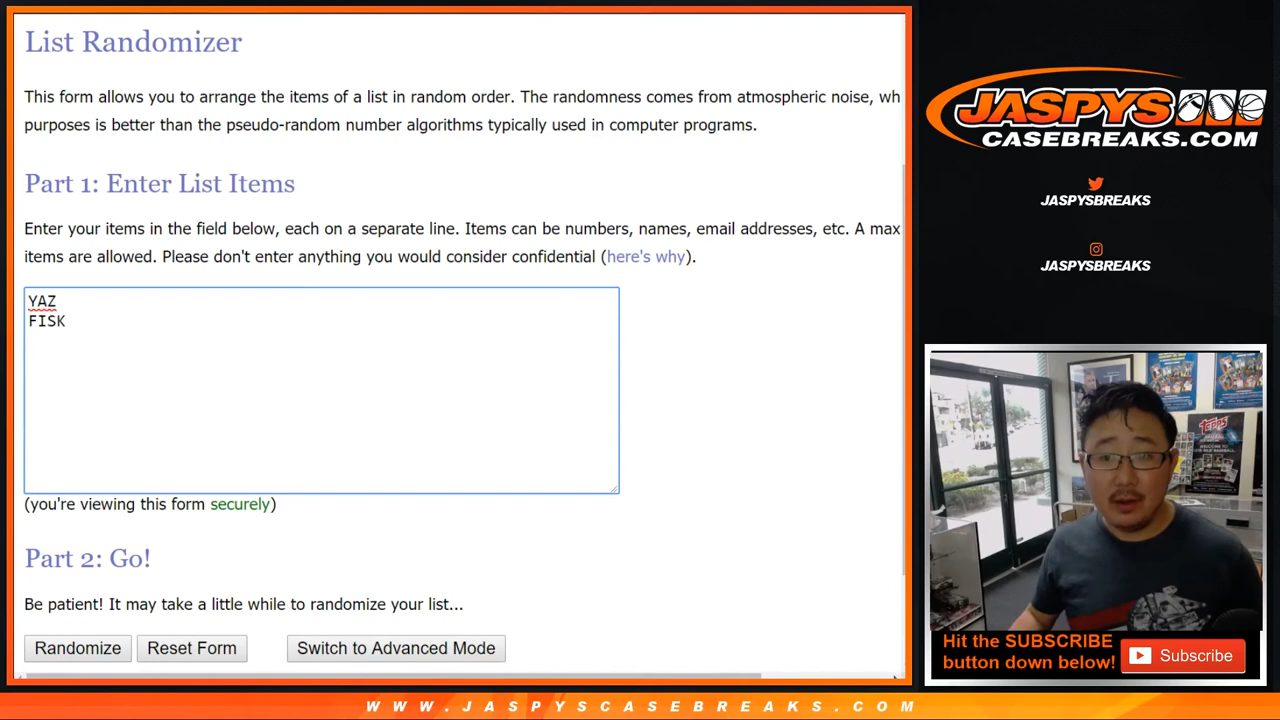 List Randomizer
This form allows you to arrange the items of a list in random order. The randomness comes from atmospheric noise, wh
purposes is better than the pseudo-random number algorithms typically used in computer programs.
Part 1: Enter List Items
Enter your items in the field below, each on a separate line. Items can be numbers, names, email addresses, etc. A max
items are allowed. Please don't enter anything you would consider confidential (here's why).
YAZ
FISK
(you're viewing this form securely)
Part 2: Go!
Be patient! It may take a little while to randomize your list...
Randomize Reset Form Switch to Advanced Mode
JASPYS
CASEBREAKS.COM
JASPYSBREAKS
JASPYSBREAKS
TOPPS
Hit the SUBSCRIBE
button down below!
Subscribe
WWW.JASPYSCASEBREAKS.COM